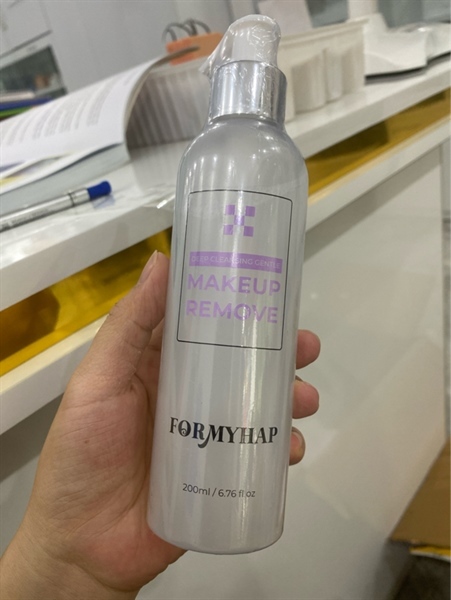 DEEP CLEANSING GENTLE
MAKEUP
REMOVE
FORMYHAP
200ml / 6.76 fl oz